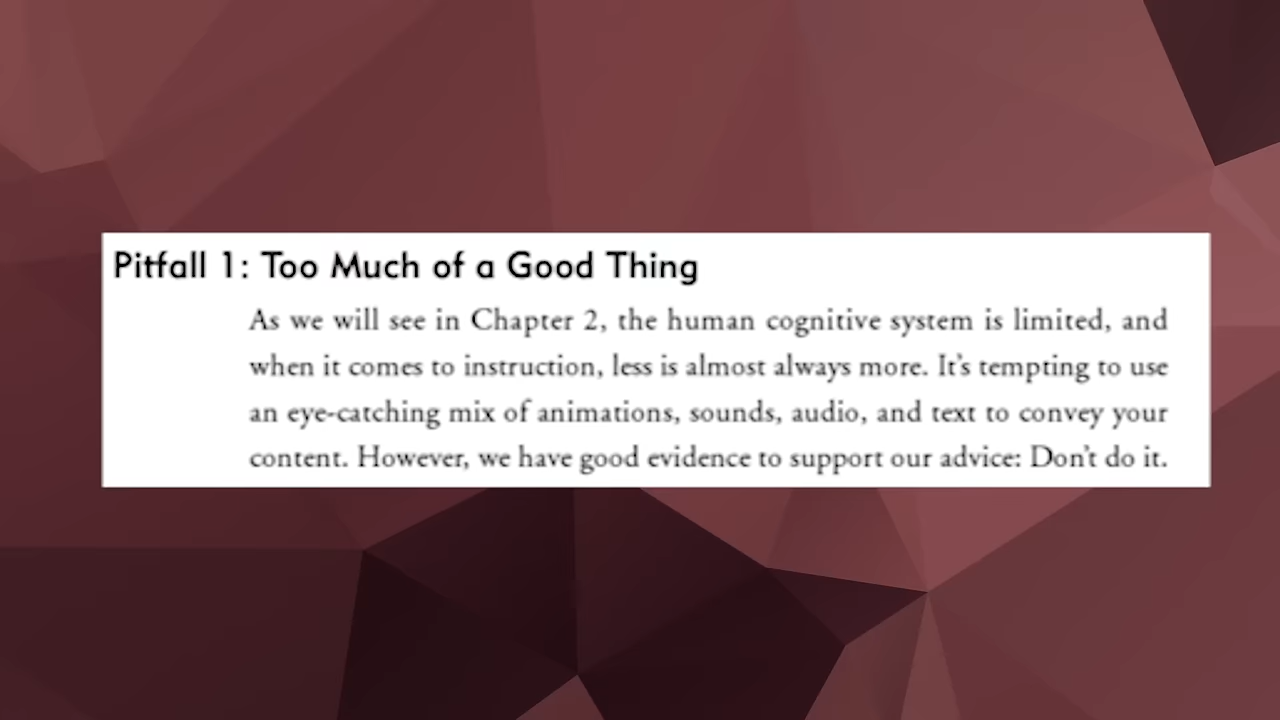 Pitfall 1: Too Much of a Good Thing
As we will see in Chapter 2, the human cognitive system is limited, and
when it comes to instruction, less is almost always more. It's tempting to use
an eye-catching mix of animations, sounds, audio, and text to convey your
content. However, we have good evidence to support our advice: Don't do it.